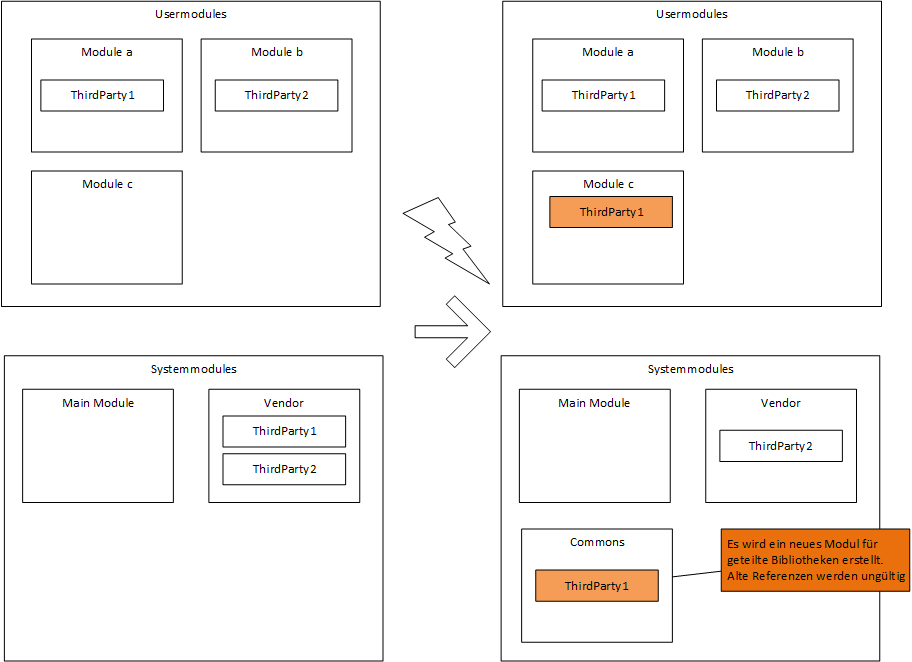 Usermodules
Module a
Module b
ThirdParty1
ThirdParty2
Module c
Usermodules
Module a
Module b
ThirdParty1
ThirdParty2
Module c
ThirdParty1
Systemmodules
Main Module
Vendor
ThirdParty1
ThirdParty2
Systemmodules
Main Module
Vendor
ThirdParty2
Commons
ThirdParty1
Es wird ein neues Modul für
geteilte Bibliotheken erstellt.
Alte Referenzen werden ungültig